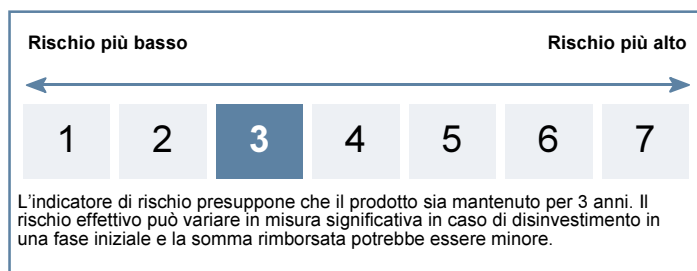 Rischio più basso Rischio più alto
1 2 3 4 5 6 7
L'indicatore di rischio presuppone che il prodotto sia mantenuto per 3 anni. Il
rischio effettivo può variare in misura significativa in caso di disinvestimento in
una fase iniziale e la somma rimborsata potrebbe essere minore.